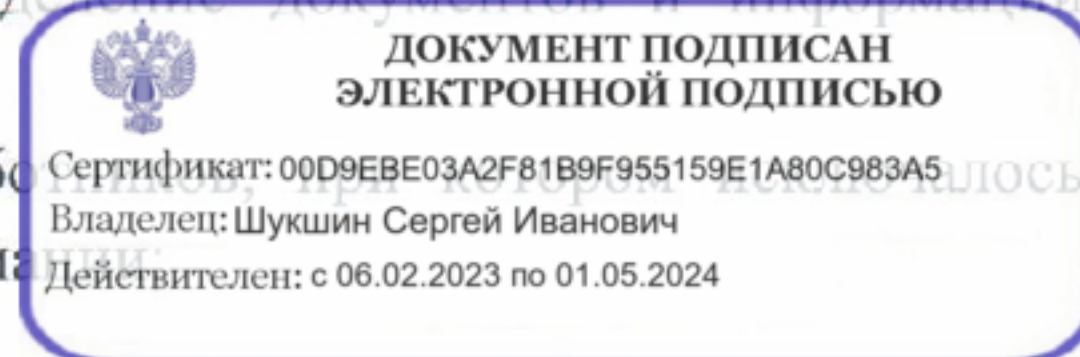 ДОКУМЕНТ ПОДПИСАН
ЭЛЕКТРОННОЙ ПОДПИСЬЮ
Сертификат: 00D9EBE03A2F81B9F955159E1A80C983A5
Владелец: Шукшин Сергей Иванович
Действителен: с 06.02.2023 по 01.05.2024